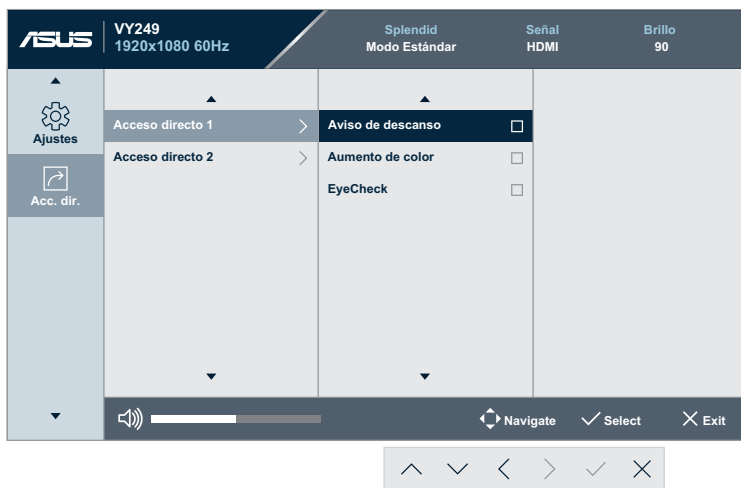 ASUS
VY249
1920x1080 60Hz
Splendid
Modo Estándar
Señal
HDMI
Brillo
90
Ajustes
Acc. dir.
Acceso directo 1
Acceso directo 2
Aviso de descanso
Aumento de color
EyeCheck
Navigate
Select
Exit